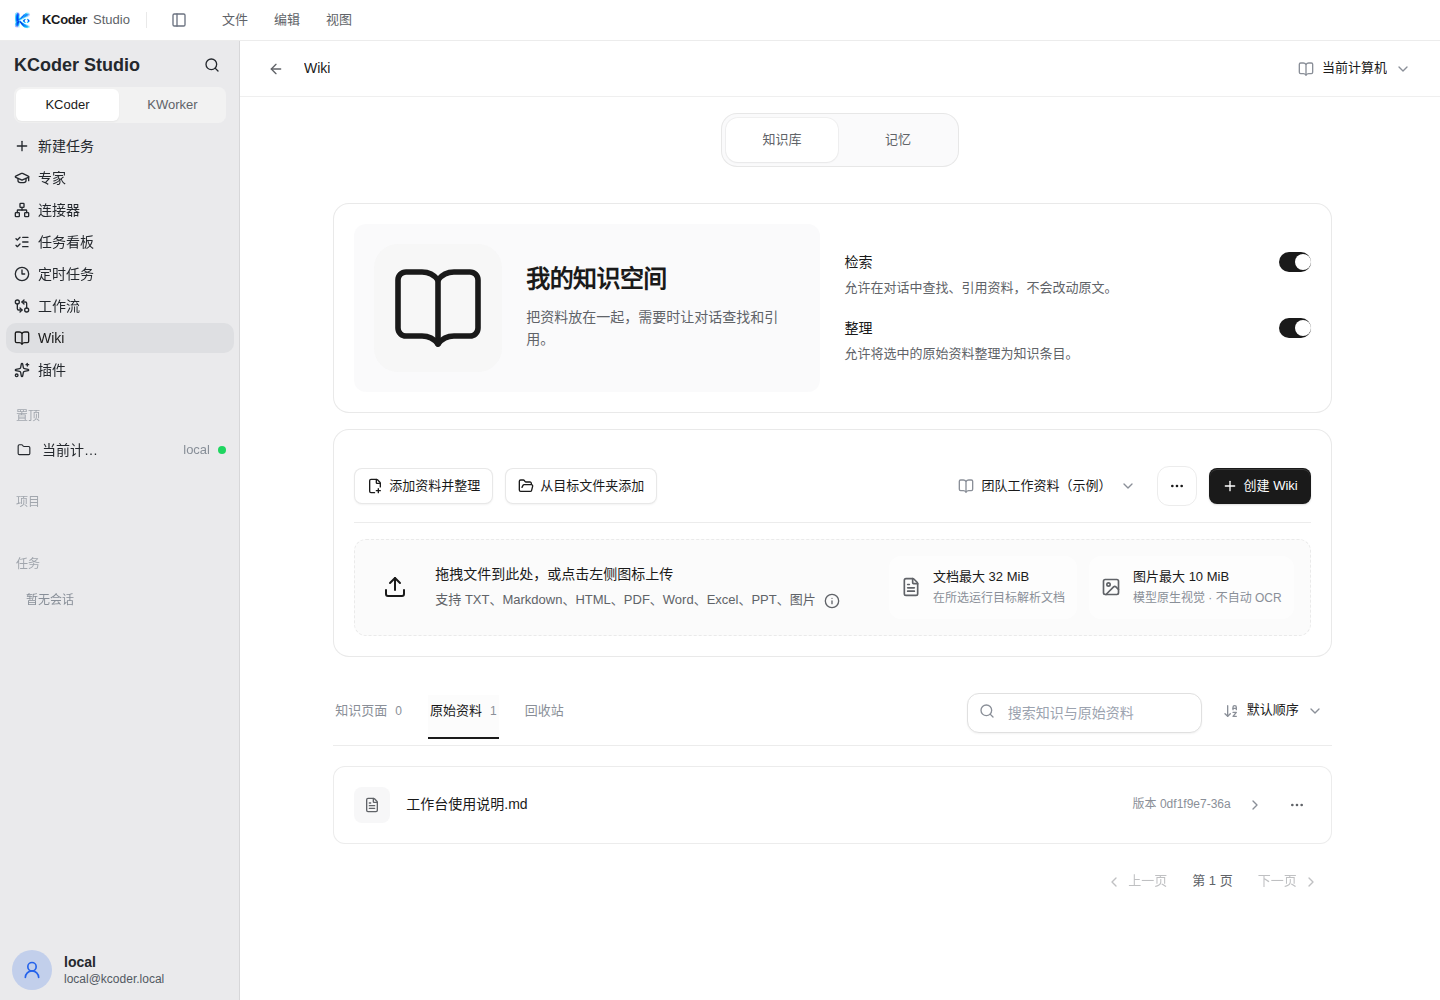 KCoder Studio
文件 编辑 视图
KCoder Studio
KCoder KWorker
新建任务
专家
连接器
任务看板
定时任务
工作流
Wiki
插件
置顶
当前计… local
项目
任务
暂无会话
local
local@kcoder.local
Wiki
当前计算机
知识库 记忆
我的知识空间
把资料放在一起，需要时让对话查找和引
用。
检索
允许在对话中查找、引用资料，不会改动原文。
整理
允许将选中的原始资料整理为知识条目。
添加资料并整理 从目标文件夹添加 团队工作资料（示例） 创建 Wiki
拖拽文件到此处，或点击左侧图标上传
支持 TXT、Markdown、HTML、PDF、Word、Excel、PPT、图片
文档最大 32 MiB
在所选运行目标解析文档
图片最大 10 MiB
模型原生视觉 · 不自动 OCR
知识页面 0 原始资料 1 回收站 搜索知识与原始资料 默认顺序
工作台使用说明.md 版本 0df1f9e7-36a
上一页 第 1 页 下一页